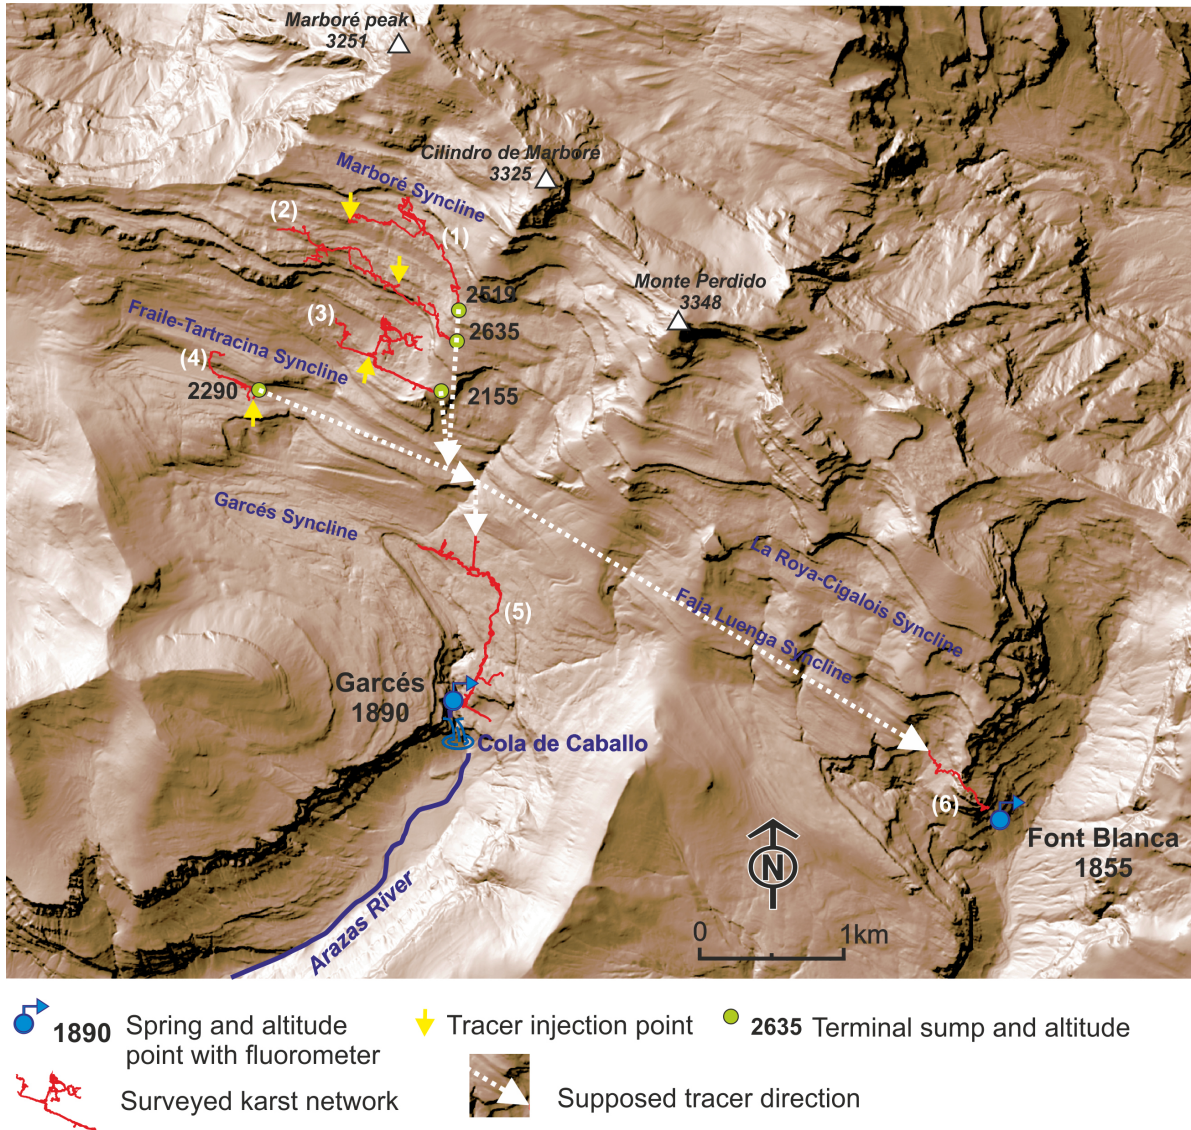 Marboré peak
3251
Cilindro de Marboré
3325
Marboré Syncline
(2)
(1)
Monte Perdido
3348
2519
2635
Fraile-Tartracina Syncline
(3)
(4)
2290
2155
Garcés Syncline
La Roya-Cigalois Syncline
Faja Luenga Syncline
(5)
Garcés
1890
Cola de Caballo
(6)
Font Blanca
1855
N
Arazas River
0
1km
1890
Spring and altitude
point with fluorometer
Tracer injection point
2635
Terminal sump and altitude
Surveyed karst network
Supposed tracer direction